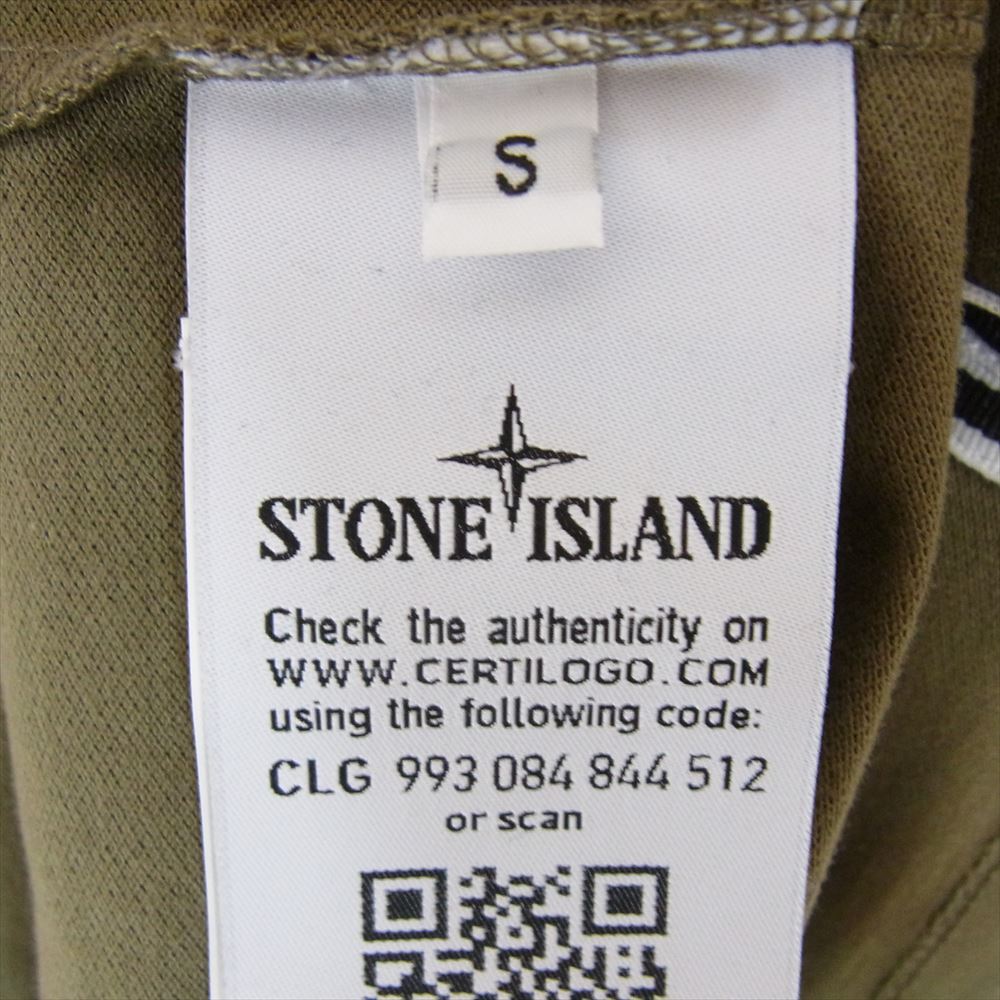 S
STONE ISLAND
Check the authenticity on
WWW.CERTILOGO.COM
using the following code:
CLG 993 084 844 512
or scan